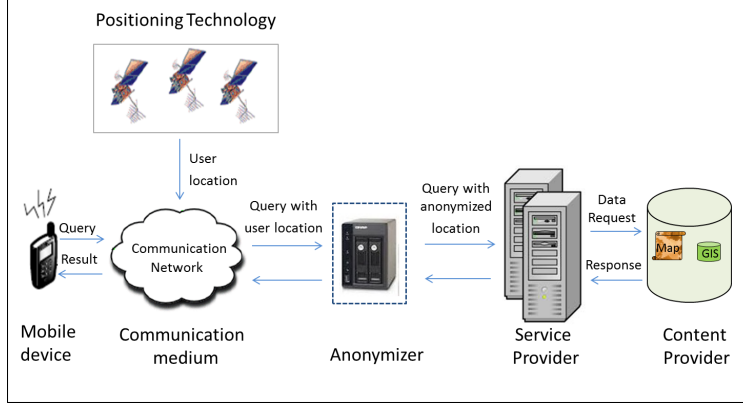 Positioning Technology
User
location
Query
Result
Communication
Network
Query with
user location
Query with
anonymized
location
Data
Request
Response
Map
GIS
Mobile
device
Communication
medium
Anonymizer
Service
Provider
Content
Provider